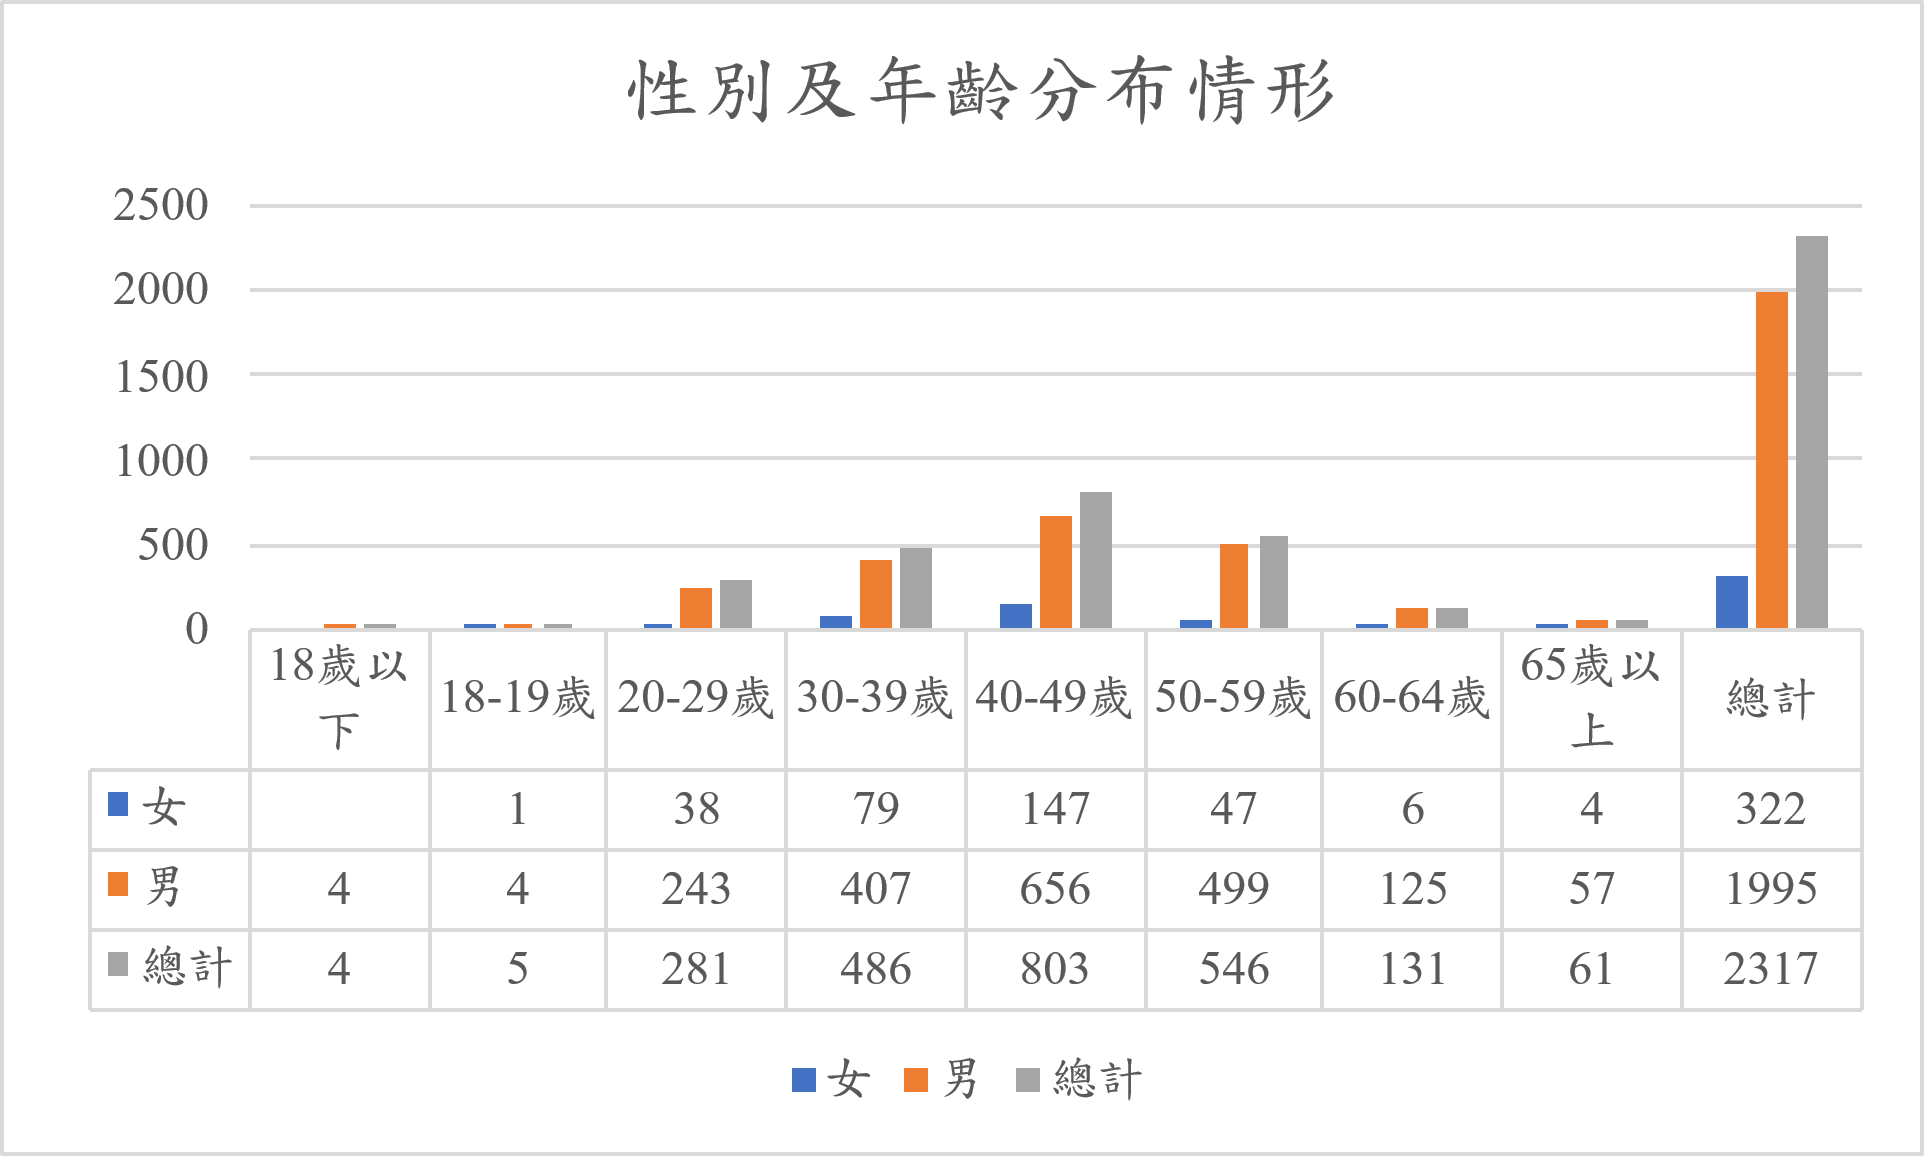 性別及年齡分布情形
2500
2000
1500
1000
500
0
18歲以下 18-19歲 20-29歲 30-39歲 40-49歲 50-59歲 60-64歲 65歲以上 總計
女 1 38 79 147 47 6 4 322
男 4 4 243 407 656 499 125 57 1995
總計 4 5 281 486 803 546 131 61 2317
女 男 總計